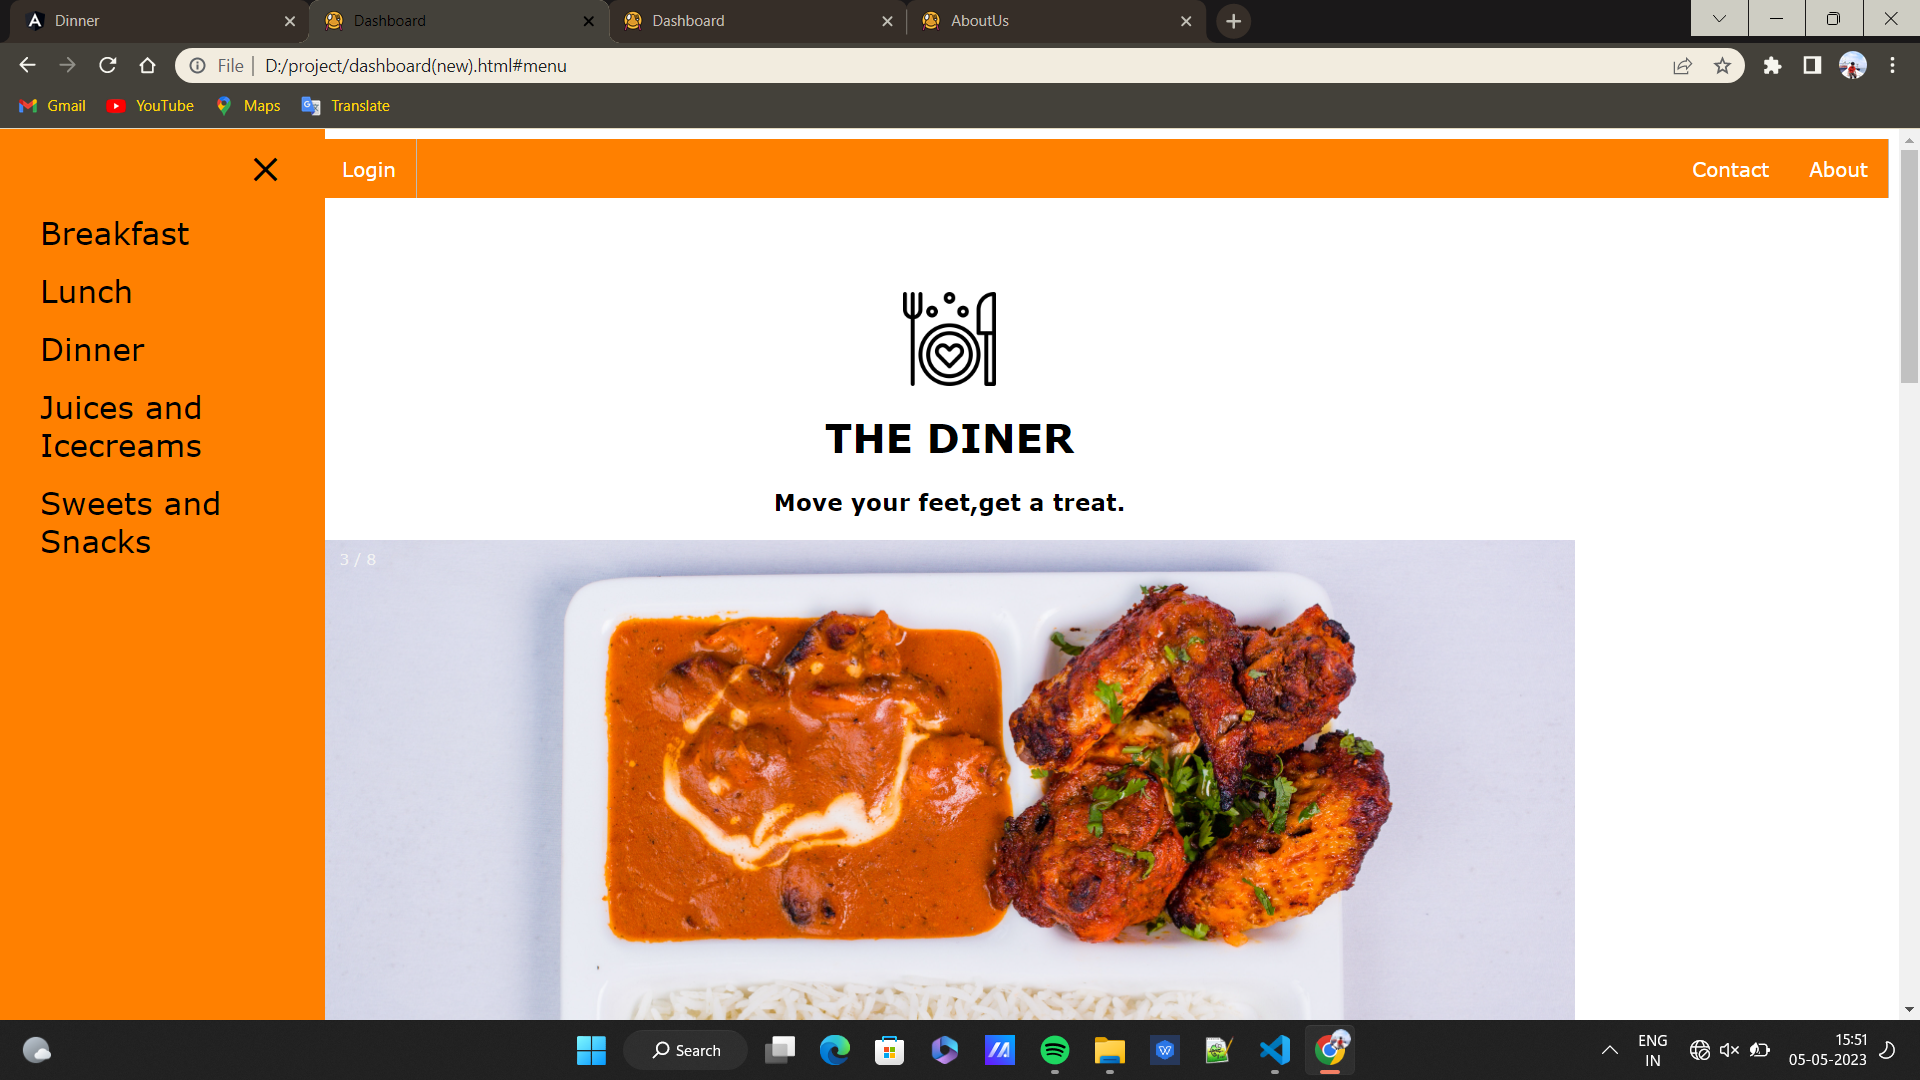 Dinner
Dashboard
Dashboard
AboutUs
File
D:/project/dashboard(new).html#menu
Gmail
YouTube
Maps
Translate
Login
Contact
About
Breakfast
Lunch
Dinner
Juices and
Icecreams
Sweets and
Snacks
THE DINER
Move your feet,get a treat.
3 / 8
Search
ENG
IN
15:51
05-05-2023